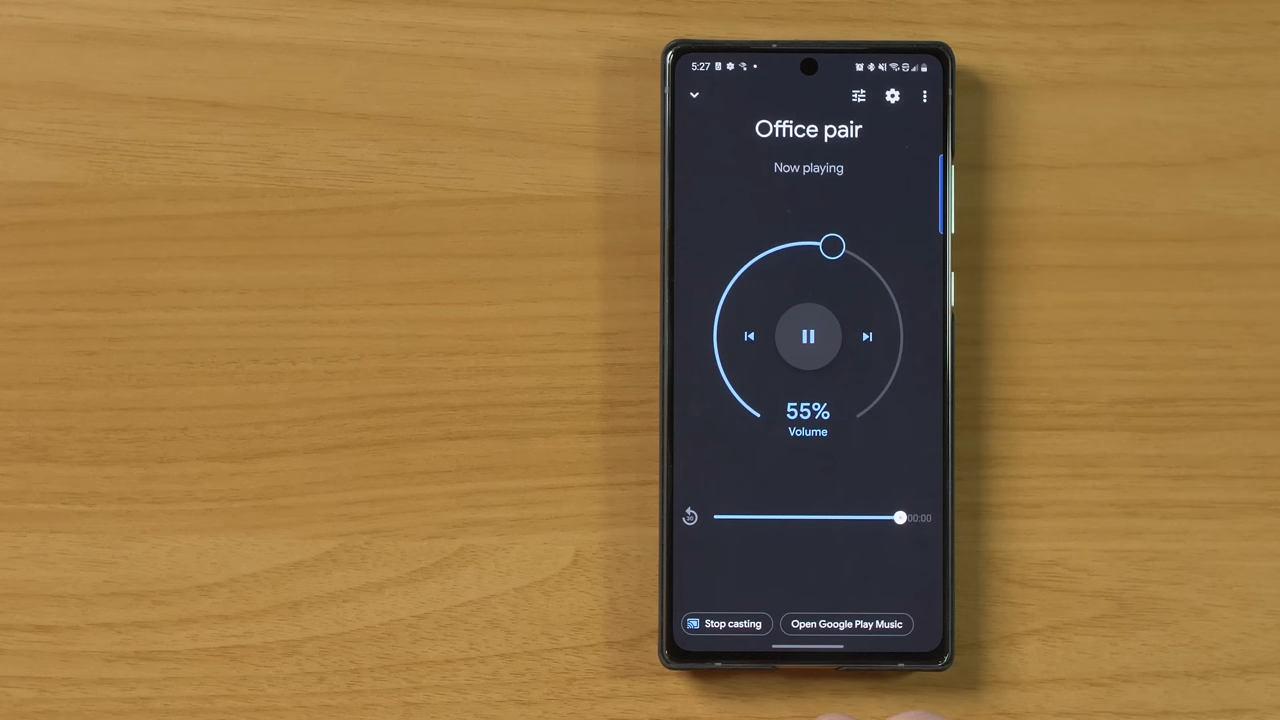 5:27
Office pair
Now playing
55%
Volume
00:00
Stop casting
Open Google Play Music